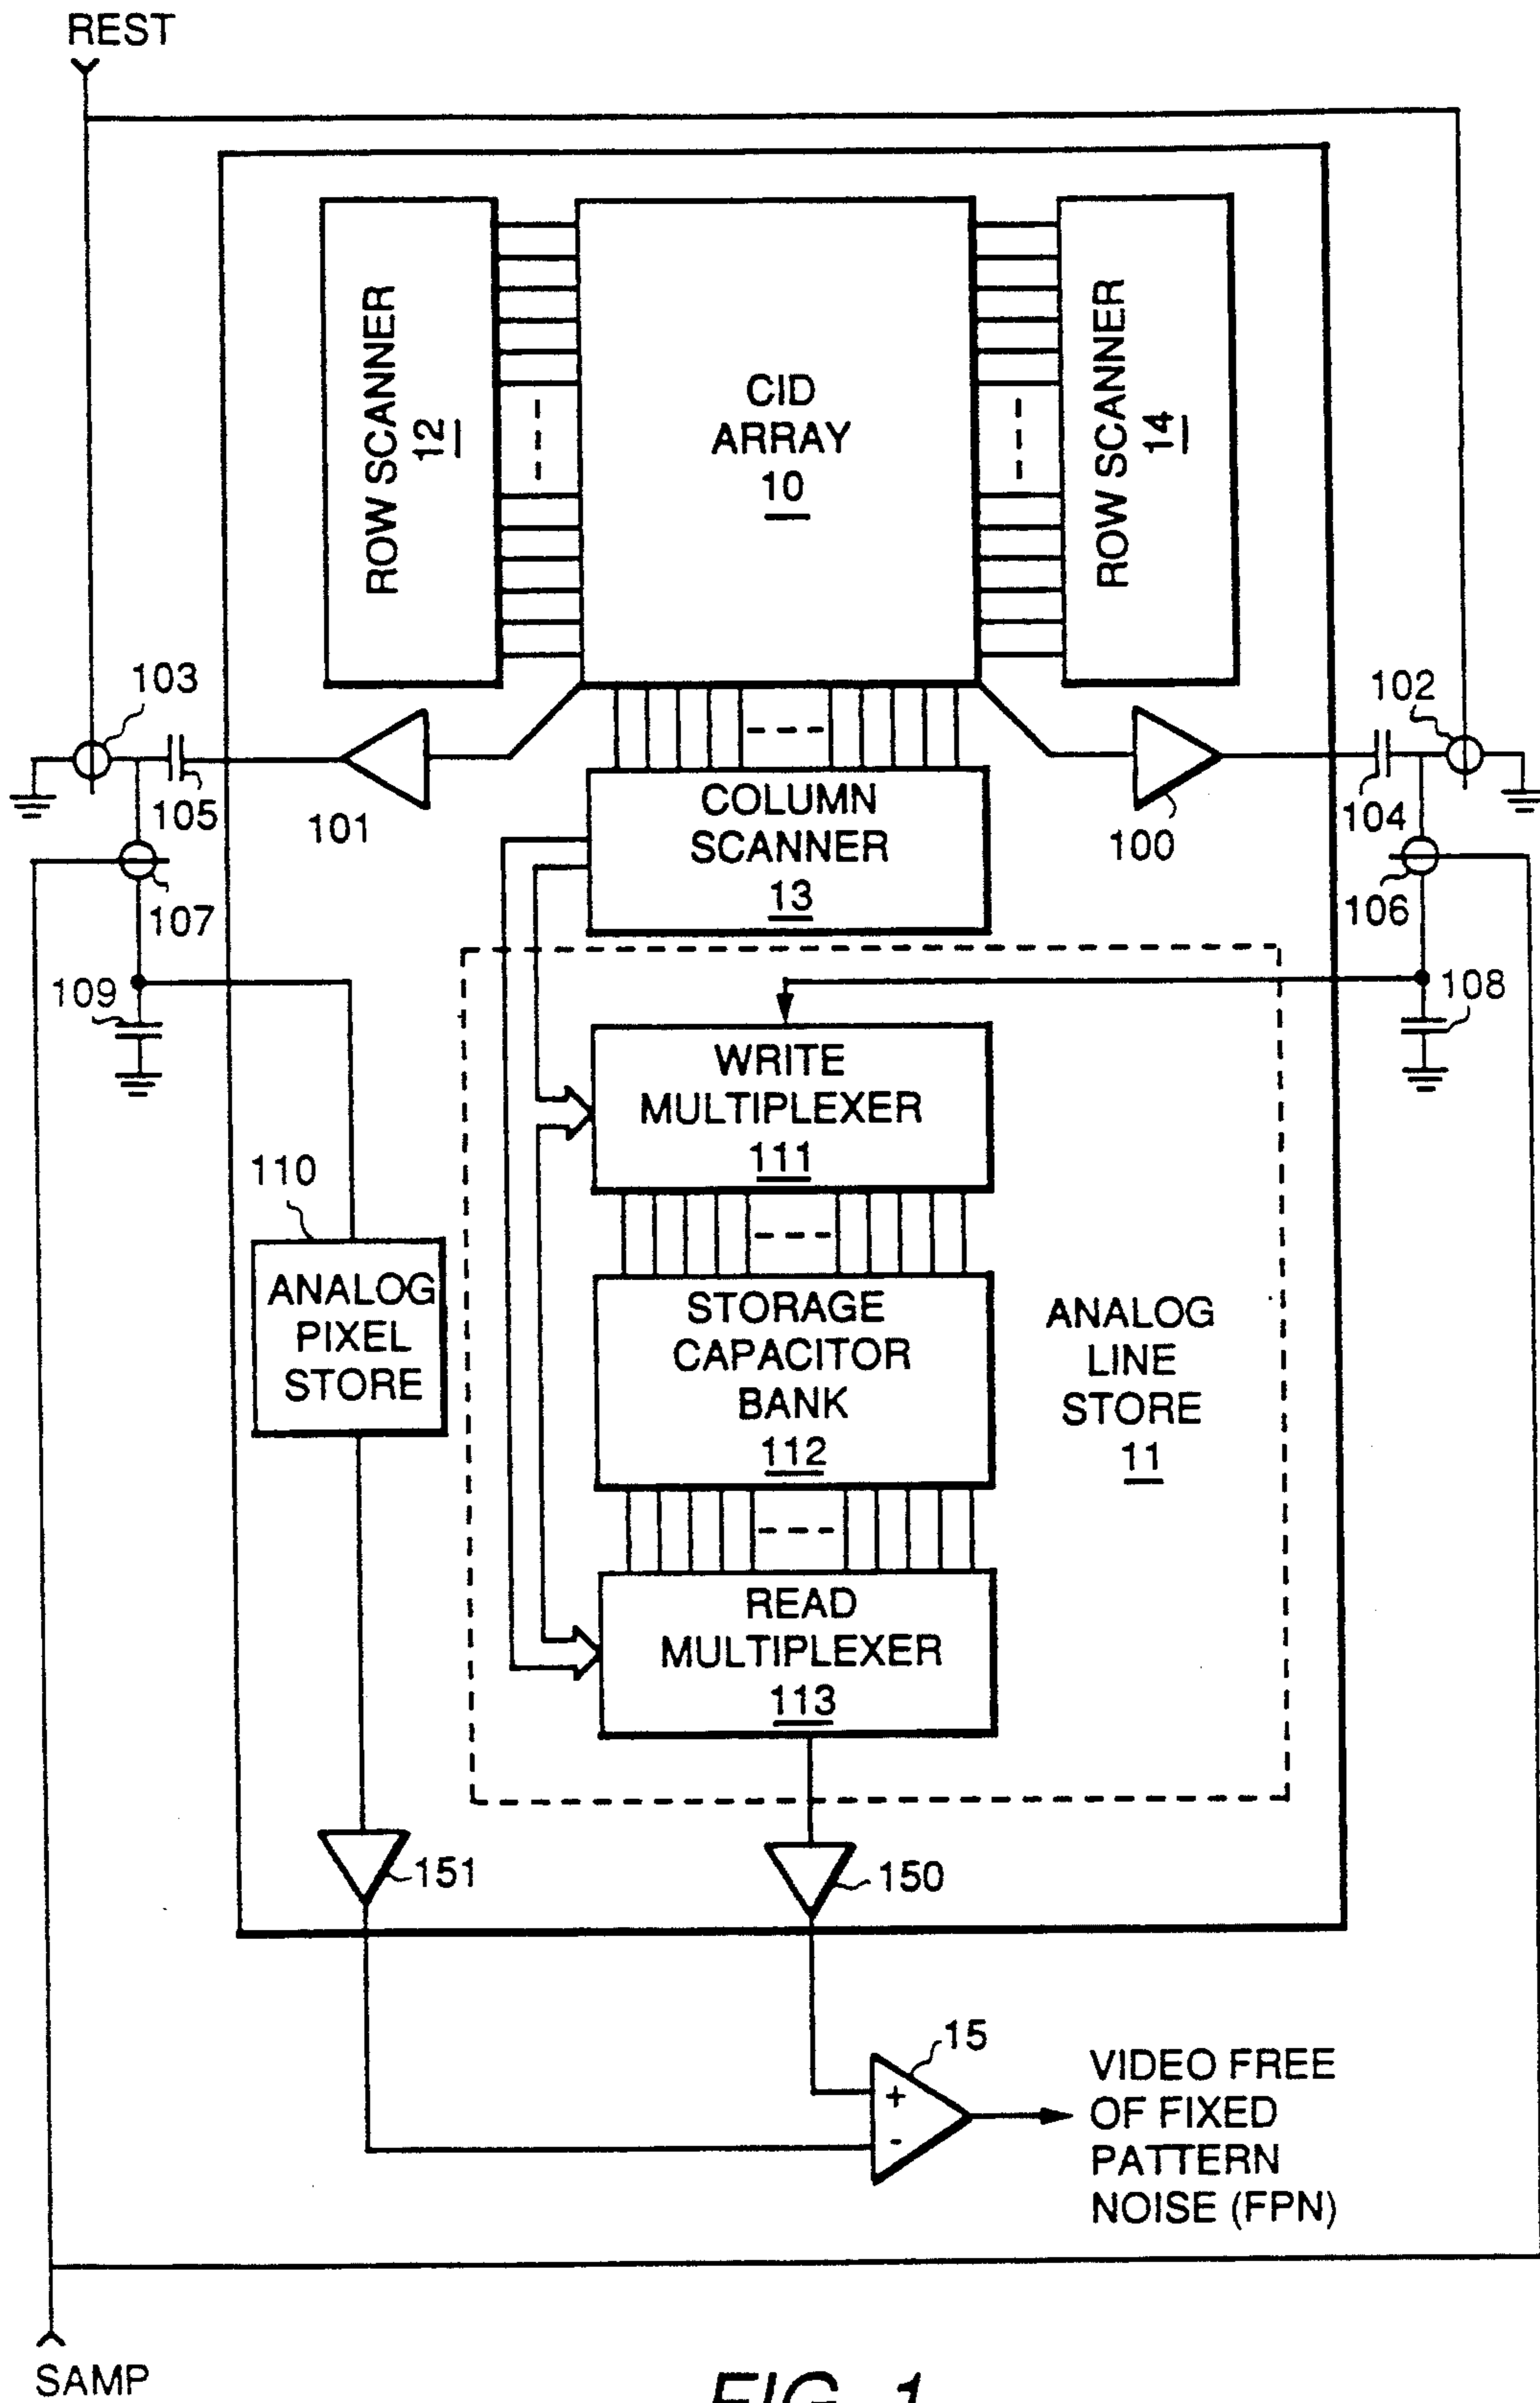 REST
ROW SCANNER
12
CID
ARRAY
10
ROW SCANNER
14
103
102
105
101
100
104
COLUMN
SCANNER
13
107
106
109
108
WRITE
MULTIPLEXER
111
110
ANALOG
PIXEL
STORE
STORAGE
CAPACITOR
BANK
112
ANALOG
LINE
STORE
11
READ
MULTIPLEXER
113
151
150
15
+
-
VIDEO FREE
OF FIXED
PATTERN
NOISE (FPN)
SAMP
FIG. 1